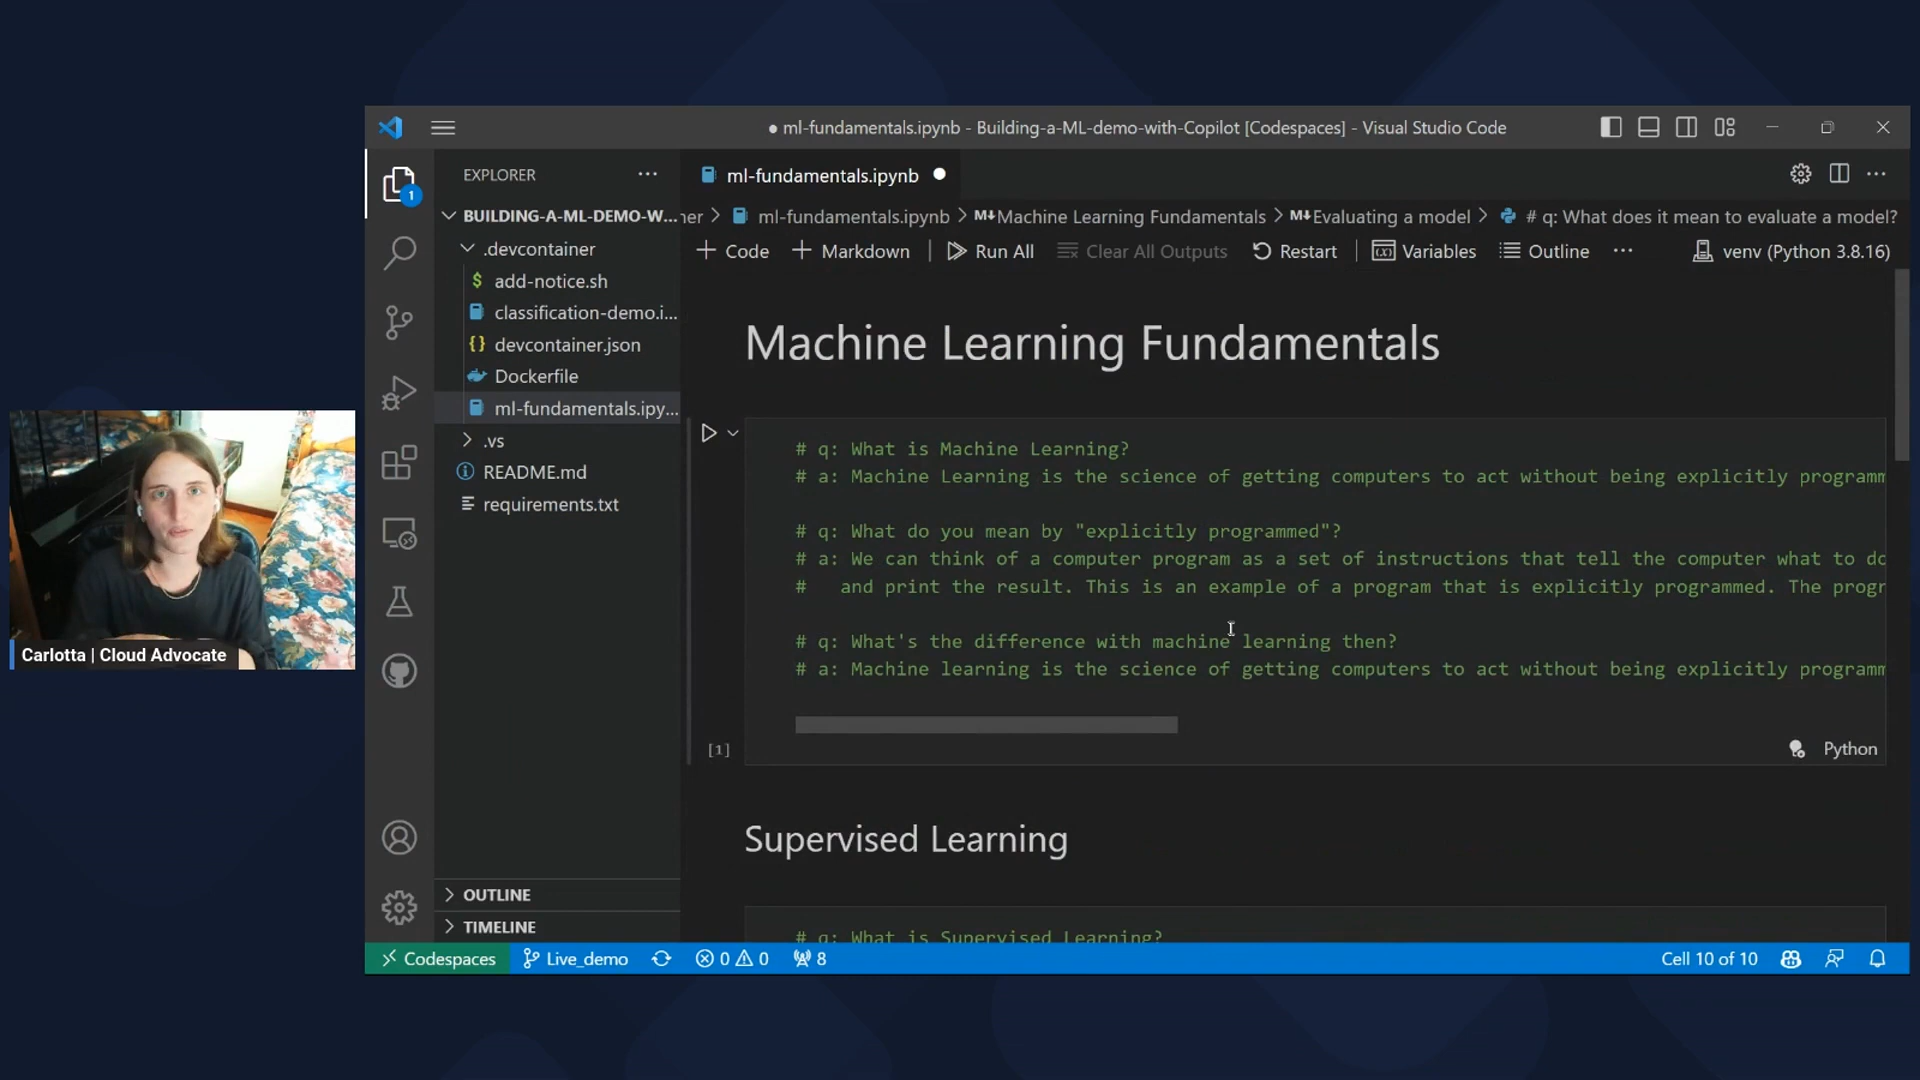 ml-fundamentals.ipynb - Building-a-ML-demo-with-Copilot [Codespaces] - Visual Studio Code
EXPLORER
ml-fundamentals.ipynb
1
BUILDING-A-ML-DEMO-W...
ner > ml-fundamentals.ipynb > Machine Learning Fundamentals > Evaluating a model > # q: What does it mean to evaluate a model?
Code
Markdown
Run All
Clear All Outputs
Restart
Variables
Outline
venv (Python 3.8.16)
.devcontainer
add-notice.sh
classification-demo.i...
devcontainer.json
Dockerfile
ml-fundamentals.ipy...
.vs
README.md
requirements.txt
Machine Learning Fundamentals
# q: What is Machine Learning?
# a: Machine Learning is the science of getting computers to act without being explicitly programm
# q: What do you mean by "explicitly programmed"?
# a: We can think of a computer program as a set of instructions that tell the computer what to do
# and print the result. This is an example of a program that is explicitly programmed. The progr
# q: What's the difference with machine learning then?
# a: Machine learning is the science of getting computers to act without being explicitly programm
[1]
Python
Supervised Learning
# q: What is Supervised Learning?
Carlotta | Cloud Advocate
OUTLINE
TIMELINE
Codespaces
Live_demo
0
0
8
Cell 10 of 10